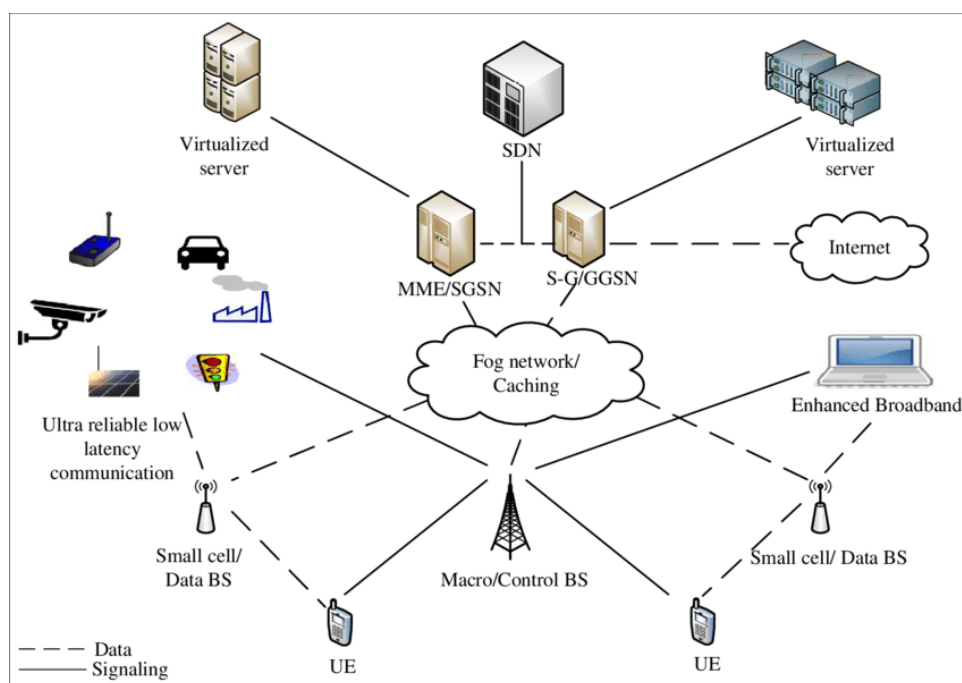 Virtualized
server
SDN
Virtualized
server
MME/SGSN
S-G/GGSN
Internet
Fog network/
Caching
Ultra reliable low
latency
communication
Enhanced Broadband
Small cell/
Data BS
Macro/Control BS
Small cell/ Data BS
UE
UE
Data
Signaling